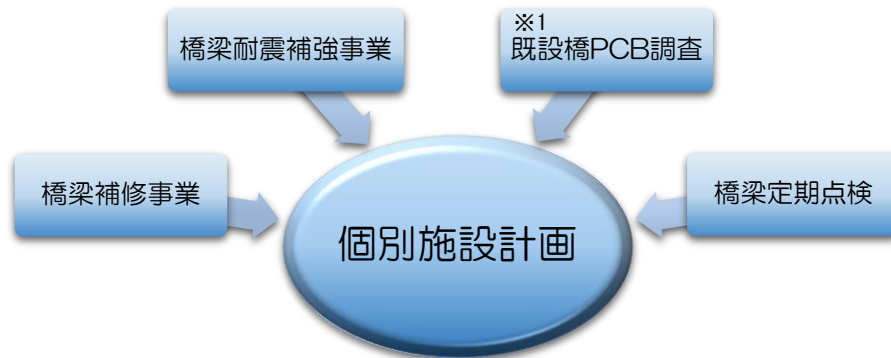 橋梁耐震補強事業
※1
既設橋PCB調査
橋梁補修事業
橋梁定期点検
個別施設計画